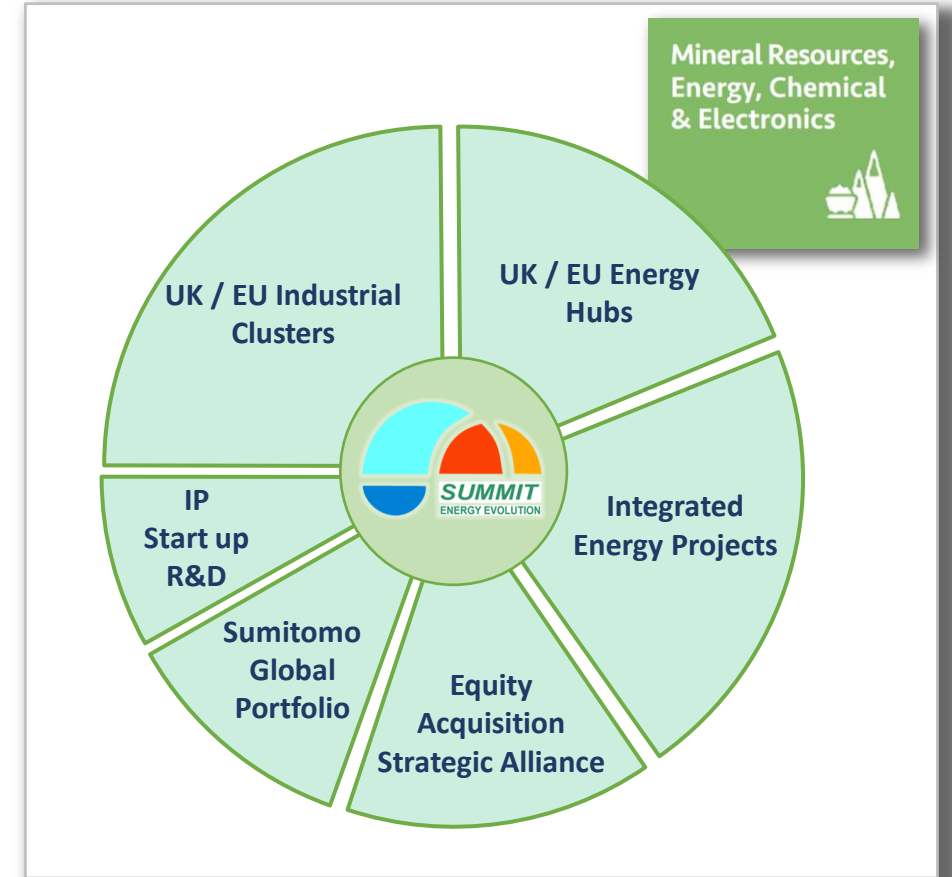 Mineral Resources,
Energy, Chemical
& Electronics
UK / EU Industrial
Clusters
UK / EU Energy
Hubs
SUMMIT
ENERGY EVOLUTION
IP
Start up
R&D
Integrated
Energy Projects
Sumitomo
Global
Portfolio
Equity
Acquisition
Strategic Alliance